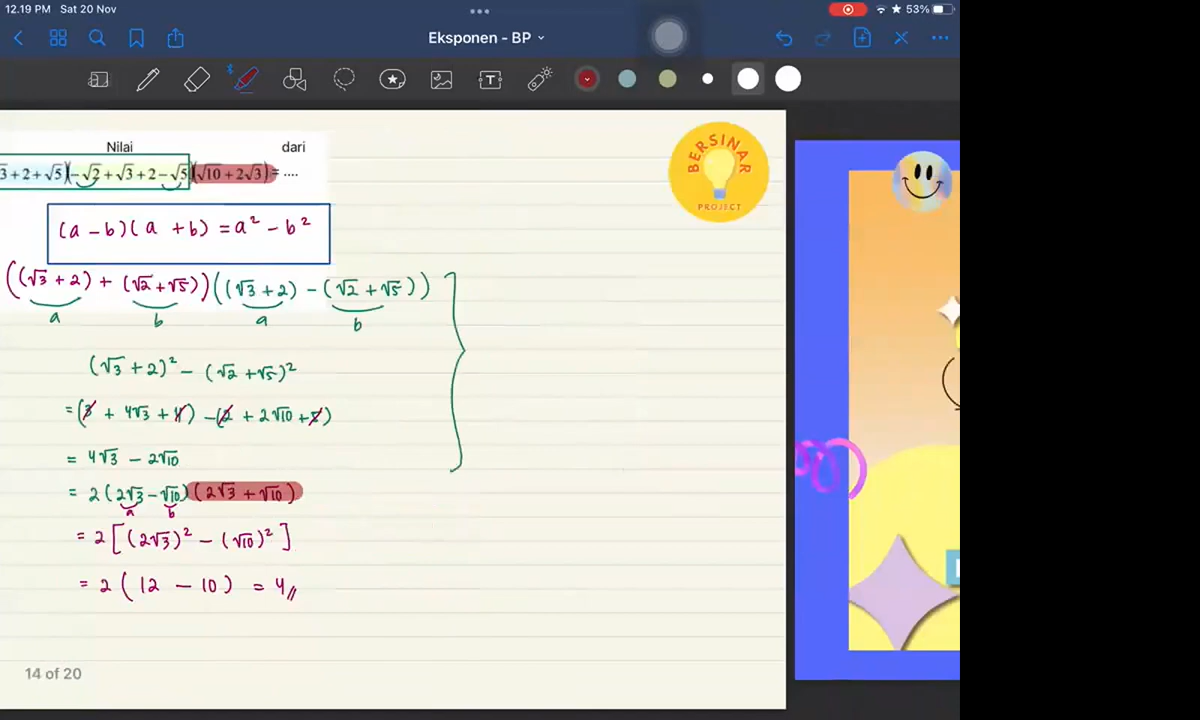 12.19 PM Sat 20 Nov
53%
Eksponen - BP
Nilai dari
3 + 2 + √5)(−√2 + √3 + 2 − √5)(√10 + 2√3) = ....
(a − b)(a + b) = a² − b²
((√3 + 2) + (√2 + √5))((√3 + 2) − (√2 + √5))
a b a b
(√3 + 2)² − (√2 + √5)²
= (3 + 4√3 + 4) − (2 + 2√10 + 5)
= 4√3 − 2√10
= 2(2√3 − √10)(2√3 + √10)
a b
= 2[(2√3)² − (√10)²]
= 2(12 − 10) = 4//
14 of 20
BERSINAR
PROJECT